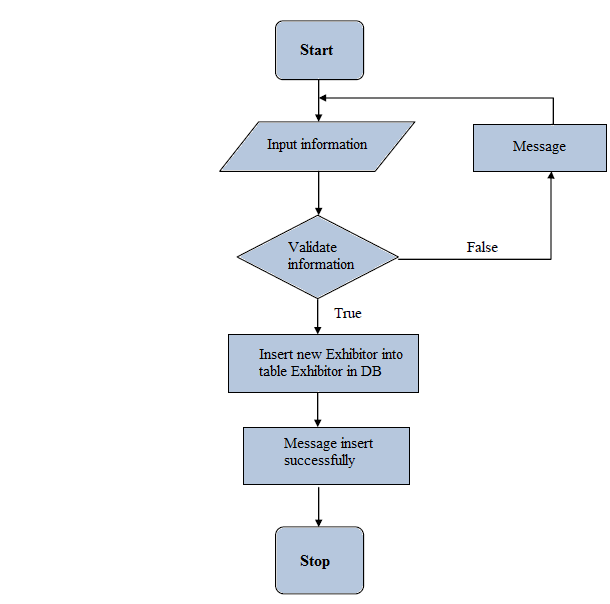 Start
Input information
Message
Validate
information
False
True
Insert new Exhibitor into
table Exhibitor in DB
Message insert
successfully
Stop